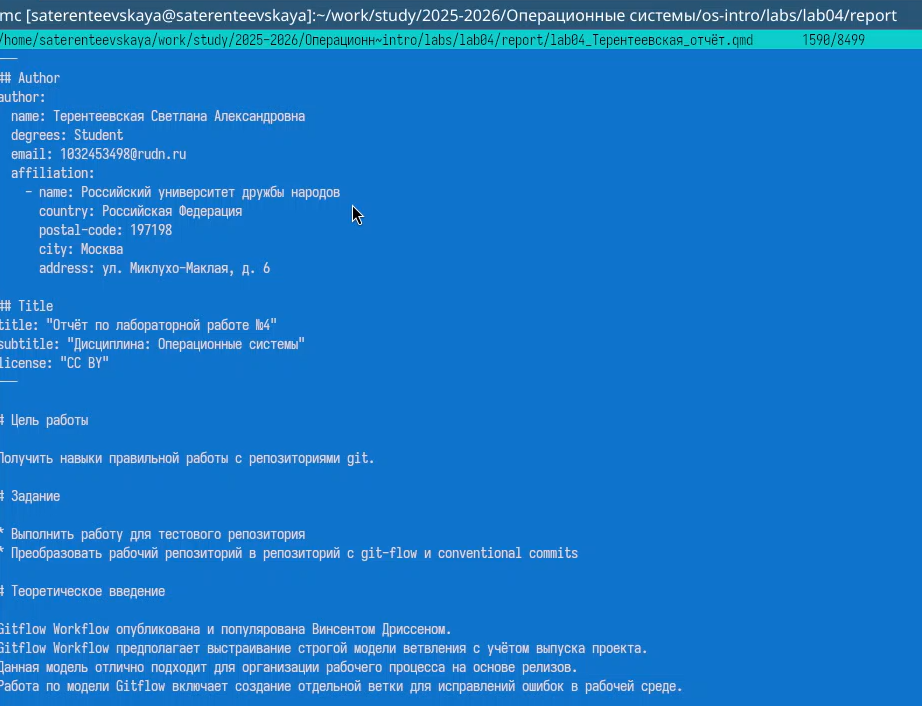 mc [saterenteevskaya@saterenteevskaya]:~/work/study/2025-2026/Операционные системы/os-intro/labs/lab04/report
/home/saterenteevskaya/work/study/2025-2026/Операционн~intro/labs/lab04/report/lab04_Терентеевская_отчёт.qmd 1590/8499
---
## Author
author:
name: Терентеевская Светлана Александровна
degrees: Student
email: 1032453498@rudn.ru
affiliation:
- name: Российский университет дружбы народов
country: Российская Федерация
postal-code: 197198
city: Москва
address: ул. Миклухо-Маклая, д. 6
## Title
title: "Отчёт по лабораторной работе №4"
subtitle: "Дисциплина: Операционные системы"
license: "CC BY"
---
# Цель работы
Получить навыки правильной работы с репозиториями git.
# Задание
* Выполнить работу для тестового репозитория
* Преобразовать рабочий репозиторий в репозиторий с git-flow и conventional commits
# Теоретическое введение
Gitflow Workflow опубликована и популярована Винсентом Дриссеном.
Gitflow Workflow предполагает выстраивание строгой модели ветвления с учётом выпуска проекта.
Данная модель отлично подходит для организации рабочего процесса на основе релизов.
Работа по модели Gitflow включает создание отдельной ветки для исправлений ошибок в рабочей среде.